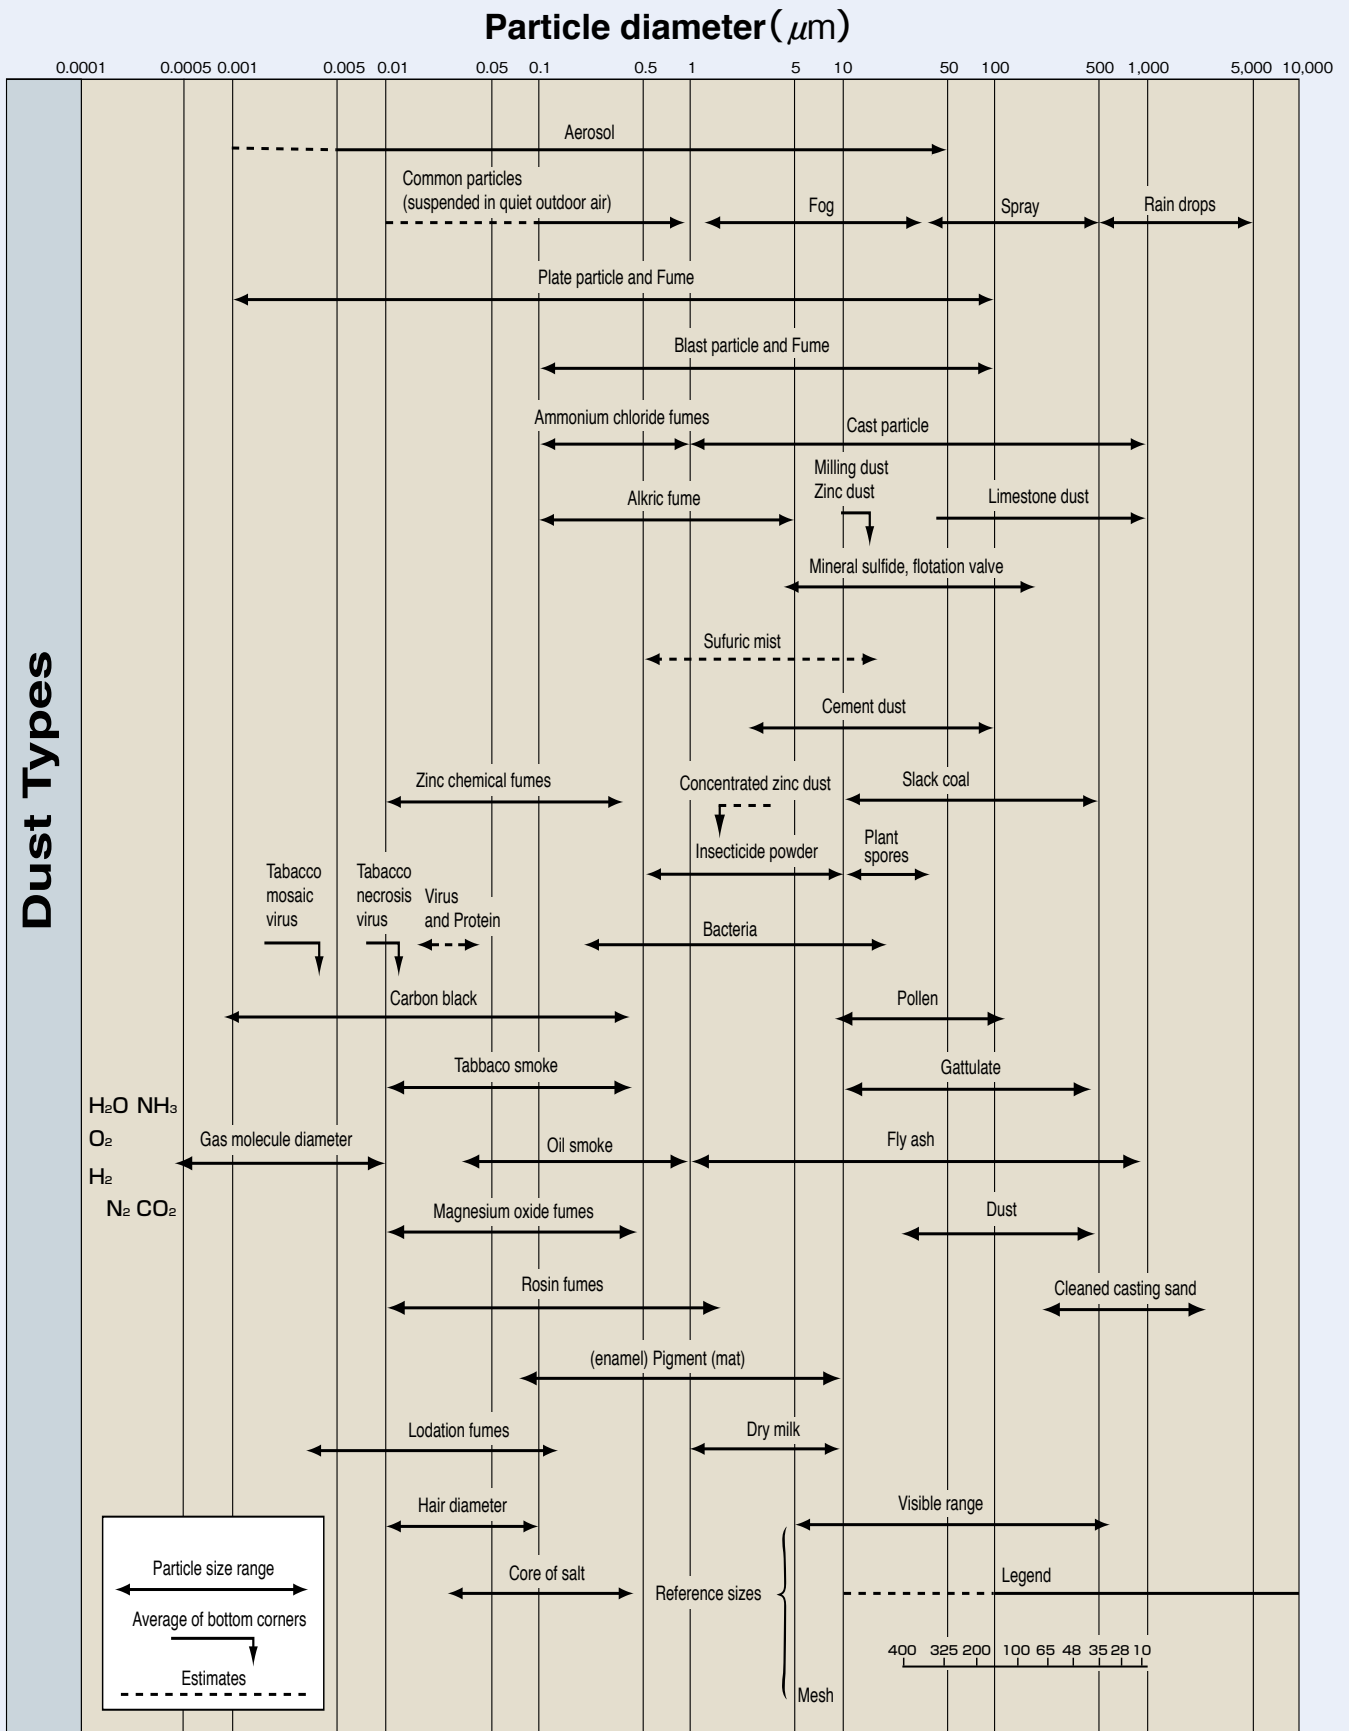 Particle diameter(μm)
0.0001 0.0005 0.001 0.005 0.01 0.05 0.1 0.5 1 5 10 50 100 500 1,000 5,000 10,000
Dust Types
Aerosol
Common particles
(suspended in quiet outdoor air)
Fog
Spray
Rain drops
Plate particle and Fume
Blast particle and Fume
Ammonium chloride fumes
Cast particle
Milling dust
Zinc dust
Alkric fume
Limestone dust
Mineral sulfide, flotation valve
Sufuric mist
Cement dust
Zinc chemical fumes
Concentrated zinc dust
Slack coal
Insecticide powder
Plant
spores
Tabacco
mosaic
virus
Tabacco
necrosis
virus
Virus
and Protein
Bacteria
Carbon black
Pollen
Tabbaco smoke
Gattulate
H₂O NH₃
O₂
H₂
N₂ CO₂
Gas molecule diameter
Oil smoke
Fly ash
Magnesium oxide fumes
Dust
Rosin fumes
Cleaned casting sand
(enamel) Pigment (mat)
Lodation fumes
Dry milk
Hair diameter
Visible range
Core of salt
Reference sizes
Legend
400 325 200 100 65 48 35 28 10
Mesh
Particle size range
Average of bottom corners
Estimates